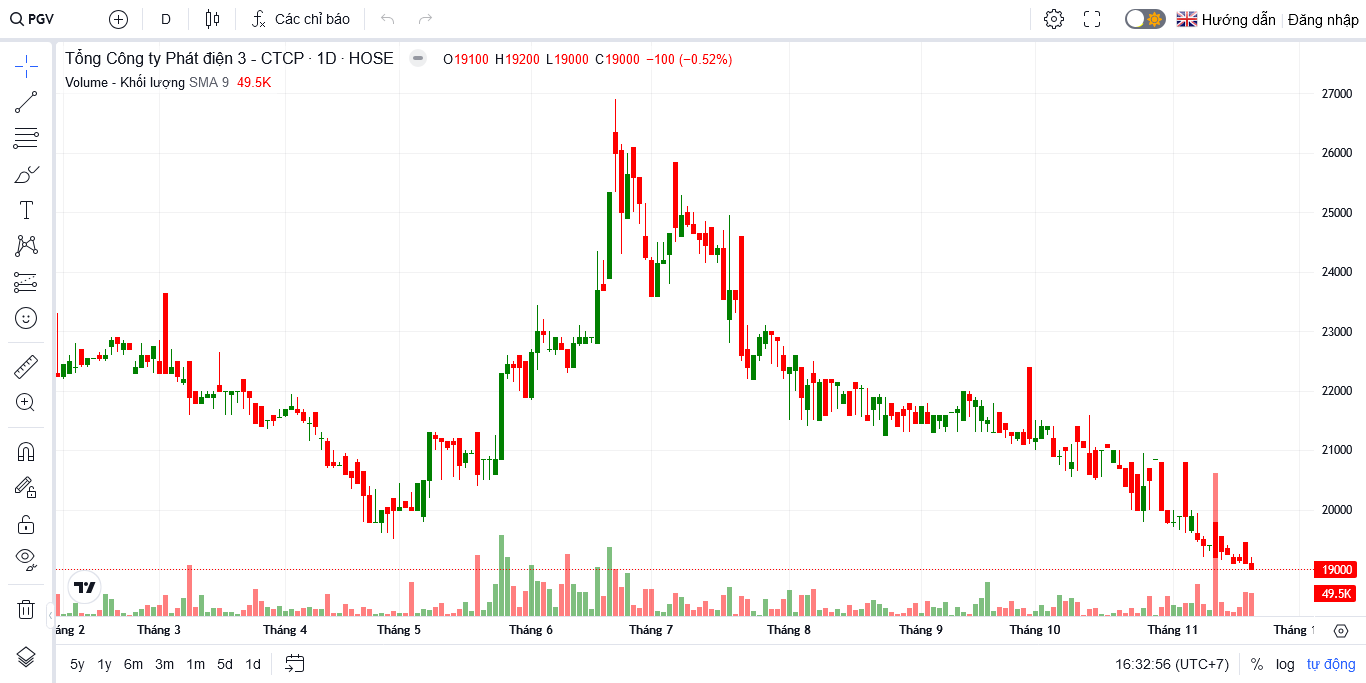 PGV D Các chỉ báo Hướng dẫn Đăng nhập
Tổng Công ty Phát điện 3 - CTCP · 1D · HOSE O19100 H19200 L19000 C19000 −100 (−0.52%)
Volume - Khối lượng SMA 9 49.5K
27000
26000
25000
24000
23000
22000
21000
20000
19000
49.5K
áng 2 Tháng 3 Tháng 4 Tháng 5 Tháng 6 Tháng 7 Tháng 8 Tháng 9 Tháng 10 Tháng 11 Tháng 1
5y 1y 6m 3m 1m 5d 1d 16:32:56 (UTC+7) % log tự động